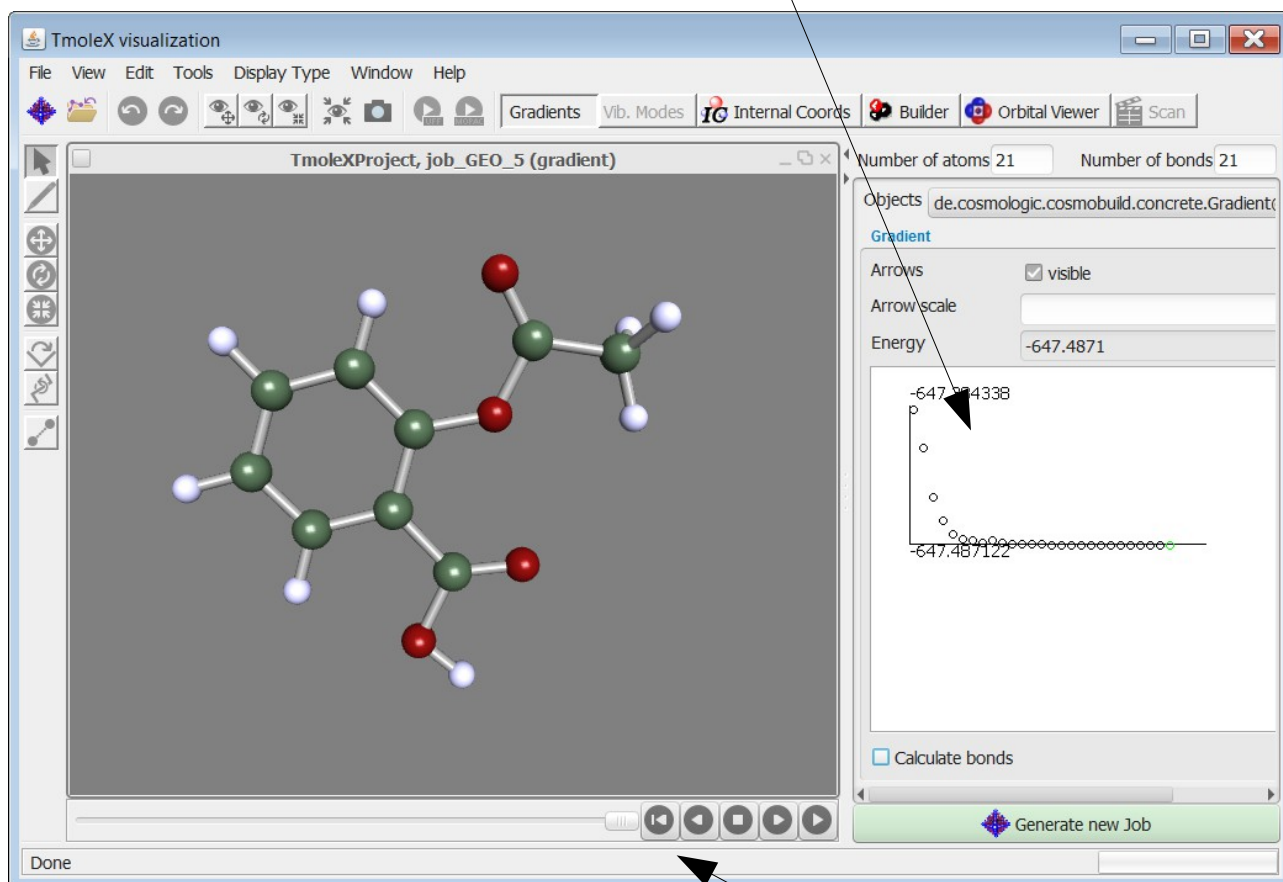 TmoleX visualization
File View Edit Tools Display Type Window Help
Gradients Vib. Modes IC Internal Coords Builder Orbital Viewer Scan
TmoleXProject, job_GEO_5 (gradient)
Number of atoms 21 Number of bonds 21
Objects de.cosmologic.cosmobuild.concrete.Gradient
Gradient
Arrows visible
Arrow scale
Energy -647.4871
-647.487122
Calculate bonds
Generate new Job
Done